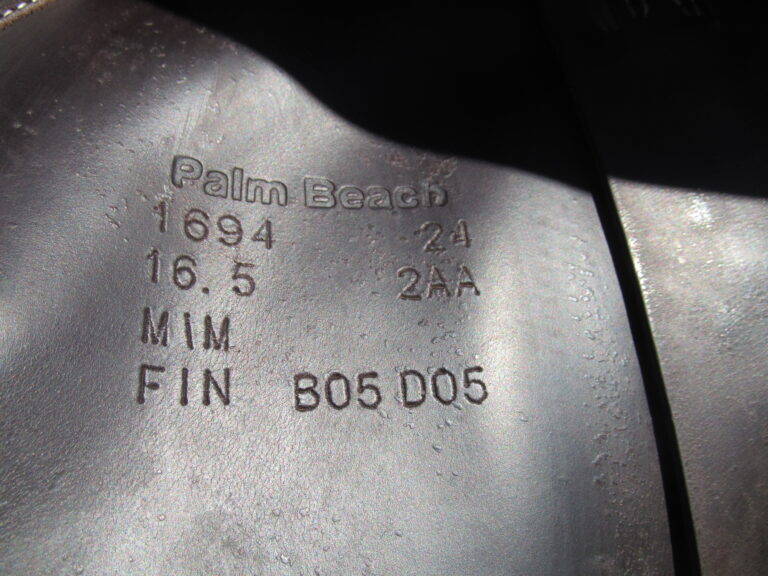 Palm Beach
1694 24
16.5 2AA
MIM
FIN B05 D05